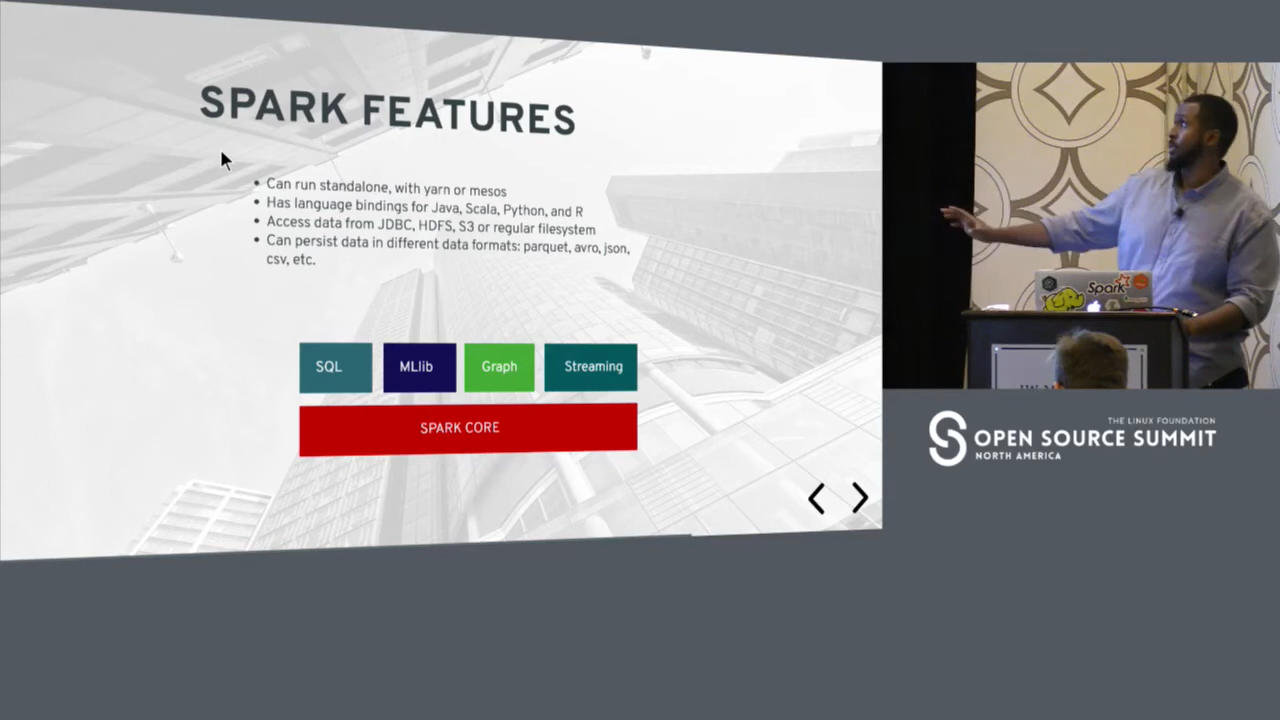 SPARK FEATURES
• Can run standalone, with yarn or mesos
• Has language bindings for Java, Scala, Python, and R
• Access data from JDBC, HDFS, S3 or regular filesystem
• Can persist data in different data formats: parquet, avro, json,
csv, etc.
SQL
MLlib
Graph
Streaming
SPARK CORE
Spark
THE LINUX FOUNDATION
OPEN SOURCE SUMMIT
NORTH AMERICA